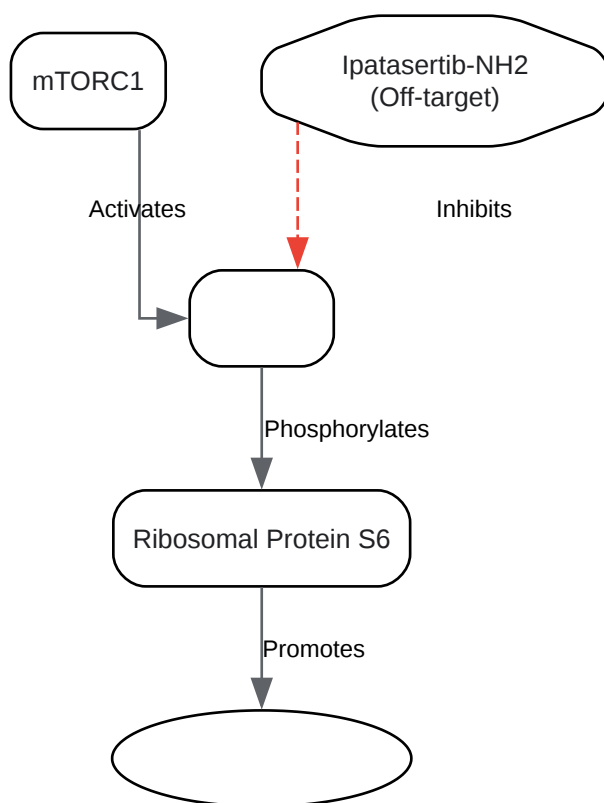 mTORC1
Ipatasertib-NH2
(Off-target)
Activates
Inhibits
Phosphorylates
Ribosomal Protein S6
Promotes